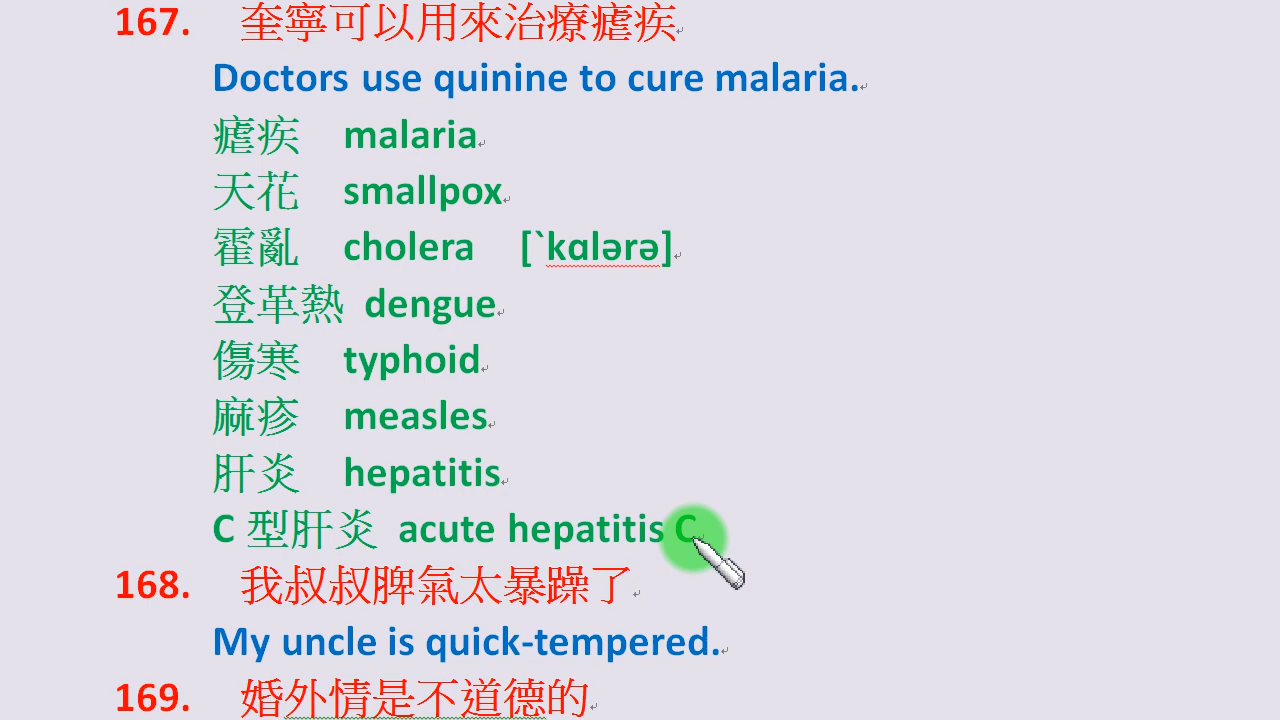 167. 奎寧可以用來治療瘧疾
Doctors use quinine to cure malaria.
瘧疾 malaria
天花 smallpox
霍亂 cholera [`kɑlərə]
登革熱 dengue
傷寒 typhoid
麻疹 measles
肝炎 hepatitis
C 型肝炎 acute hepatitis C
168. 我叔叔脾氣太暴躁了
My uncle is quick-tempered.
169. 婚外情是不道德的